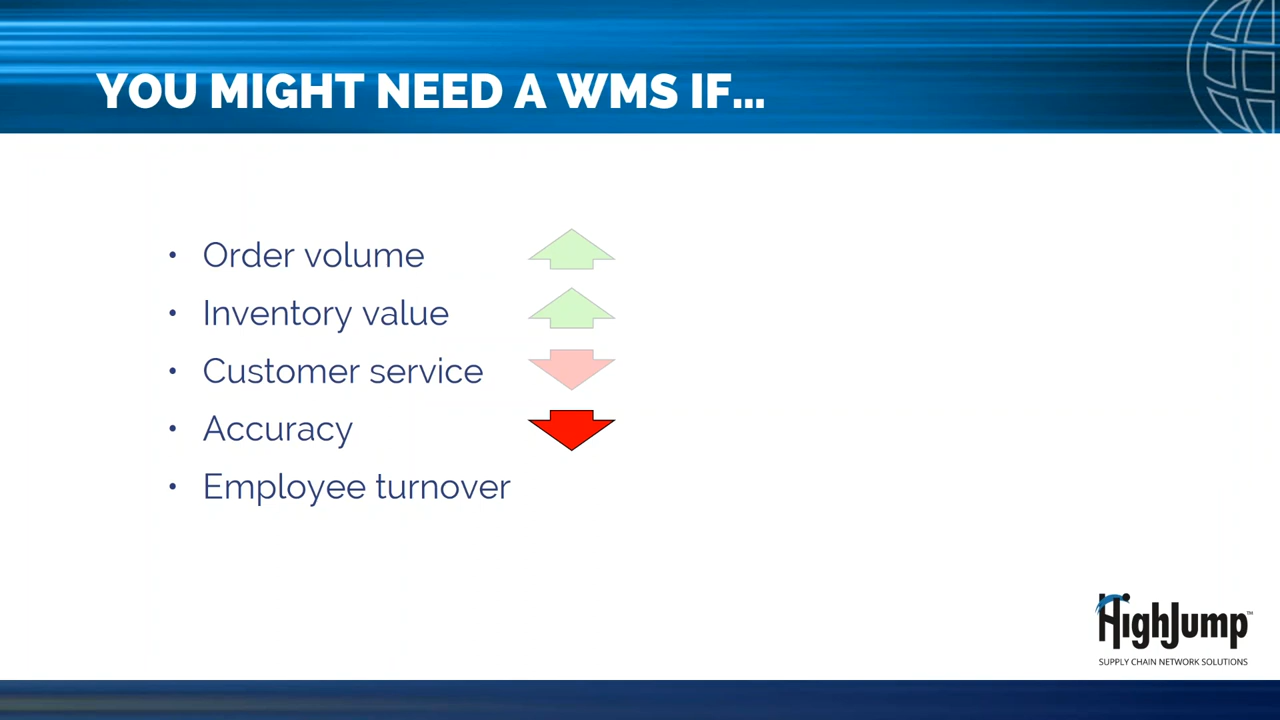 YOU MIGHT NEED A WMS IF...
• Order volume
• Inventory value
• Customer service
• Accuracy
• Employee turnover
HighJump™
SUPPLY CHAIN NETWORK SOLUTIONS